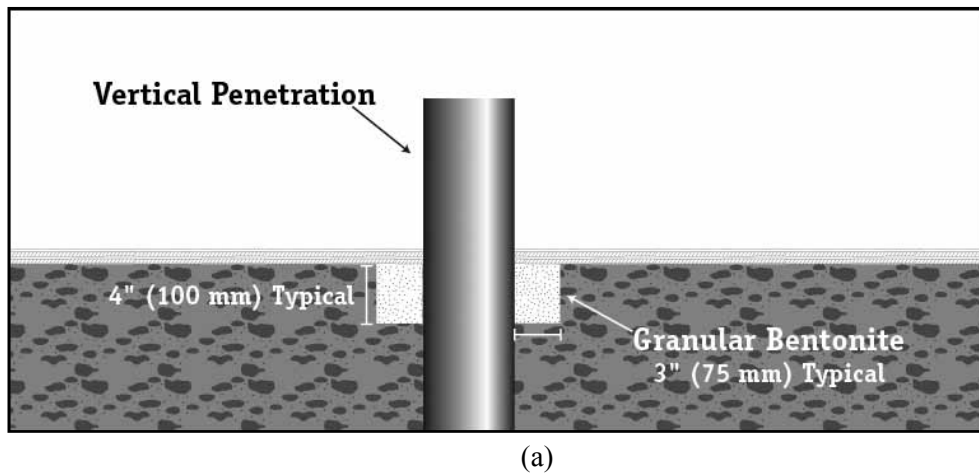 Vertical Penetration
4" (100 mm) Typical
Granular Bentonite
3" (75 mm) Typical
(a)